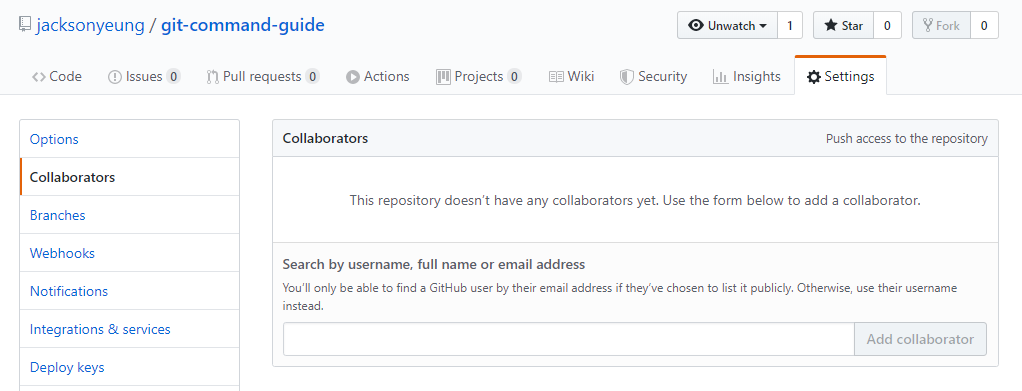 jacksonyeung / git-command-guide
Unwatch 1 Star 0 Fork 0
Code Issues 0 Pull requests 0 Actions Projects 0 Wiki Security Insights Settings
Options
Collaborators
Branches
Webhooks
Notifications
Integrations & services
Deploy keys
Collaborators Push access to the repository
This repository doesn't have any collaborators yet. Use the form below to add a collaborator.
Search by username, full name or email address
You'll only be able to find a GitHub user by their email address if they've chosen to list it publicly. Otherwise, use their username
instead.
Add collaborator